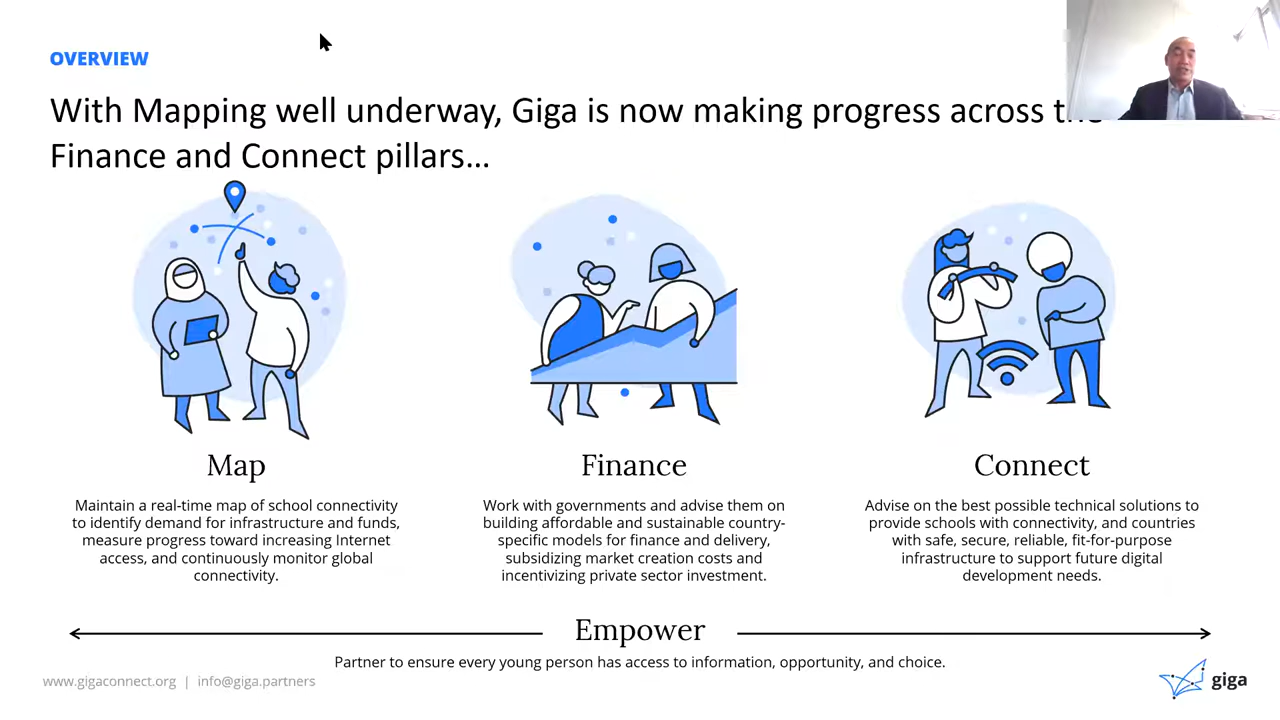 OVERVIEW
With Mapping well underway, Giga is now making progress across the
Finance and Connect pillars...
Map
Maintain a real-time map of school connectivity
to identify demand for infrastructure and funds,
measure progress toward increasing Internet
access, and continuously monitor global
connectivity.
Finance
Work with governments and advise them on
building affordable and sustainable country-
specific models for finance and delivery,
subsidizing market creation costs and
incentivizing private sector investment.
Connect
Advise on the best possible technical solutions to
provide schools with connectivity, and countries
with safe, secure, reliable, fit-for-purpose
infrastructure to support future digital
development needs.
Empower
Partner to ensure every young person has access to information, opportunity, and choice.
www.gigaconnect.org | info@giga.partners
giga